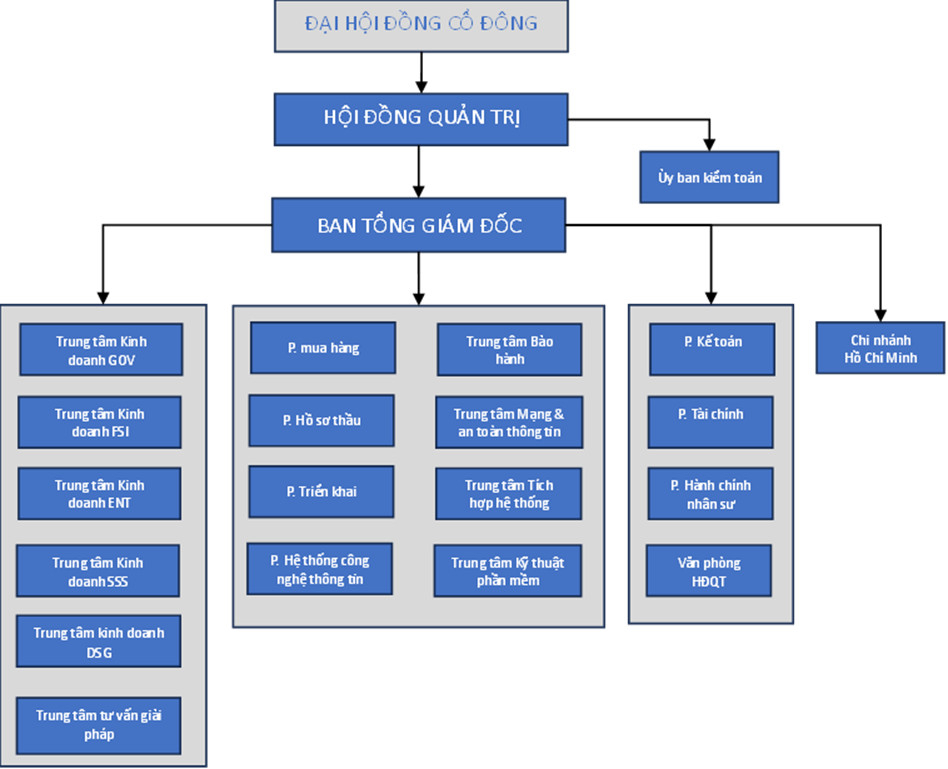 ĐẠI HỘI ĐỒNG CỔ ĐÔNG
HỘI ĐỒNG QUẢN TRỊ
Ủy ban kiểm toán
BAN TỔNG GIÁM ĐỐC
Trung tâm Kinh
doanh GOV
Trung tâm Kinh
doanh FSI
Trung tâm Kinh
doanh ENT
Trung tâm Kinh
doanh SSS
Trung tâm kinh doanh
DSG
Trung tâm tư vấn giải
pháp
P. mua hàng
P. Hồ sơ thầu
P. Triển khai
P. Hệ thống công
nghệ thông tin
Trung tâm Bảo
hành
Trung tâm Mạng &
an toàn thông tin
Trung tâm Tích
hợp hệ thống
Trung tâm Kỹ thuật
phần mềm
P. Kế toán
P. Tài chính
P. Hành chính
nhân sự
Văn phòng
HĐQT
Chi nhánh
Hồ Chí Minh